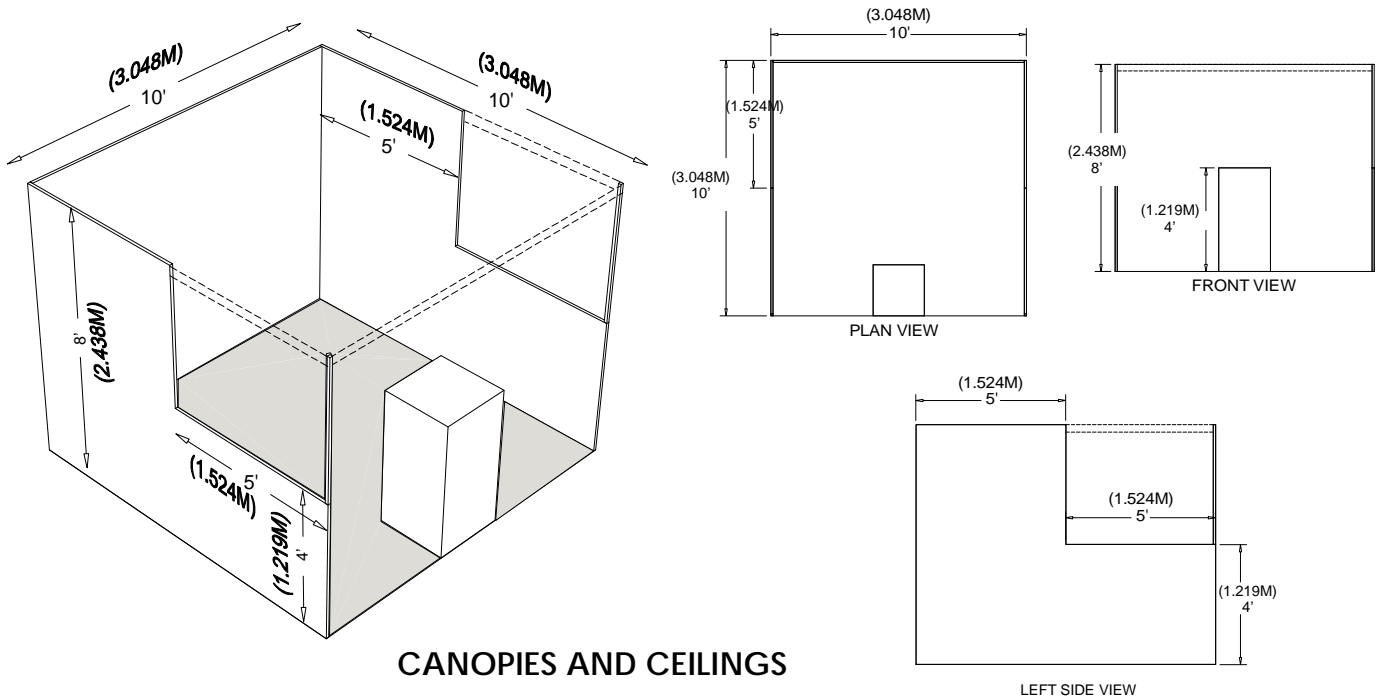 (3.048M)
10'
(3.048M)
10'
(1.524M)
5'
8'
(2.438M)
5'
(1.524M)
(1.219M)
4'
CANOPIES AND CEILINGS
(3.048M)
10'
(1.524M)
5'
(3.048M)
10'
PLAN VIEW
(2.438M)
8'
(1.219M)
4'
FRONT VIEW
(1.524M)
5'
(1.524M)
5'
(1.219M)
4'
LEFT SIDE VIEW